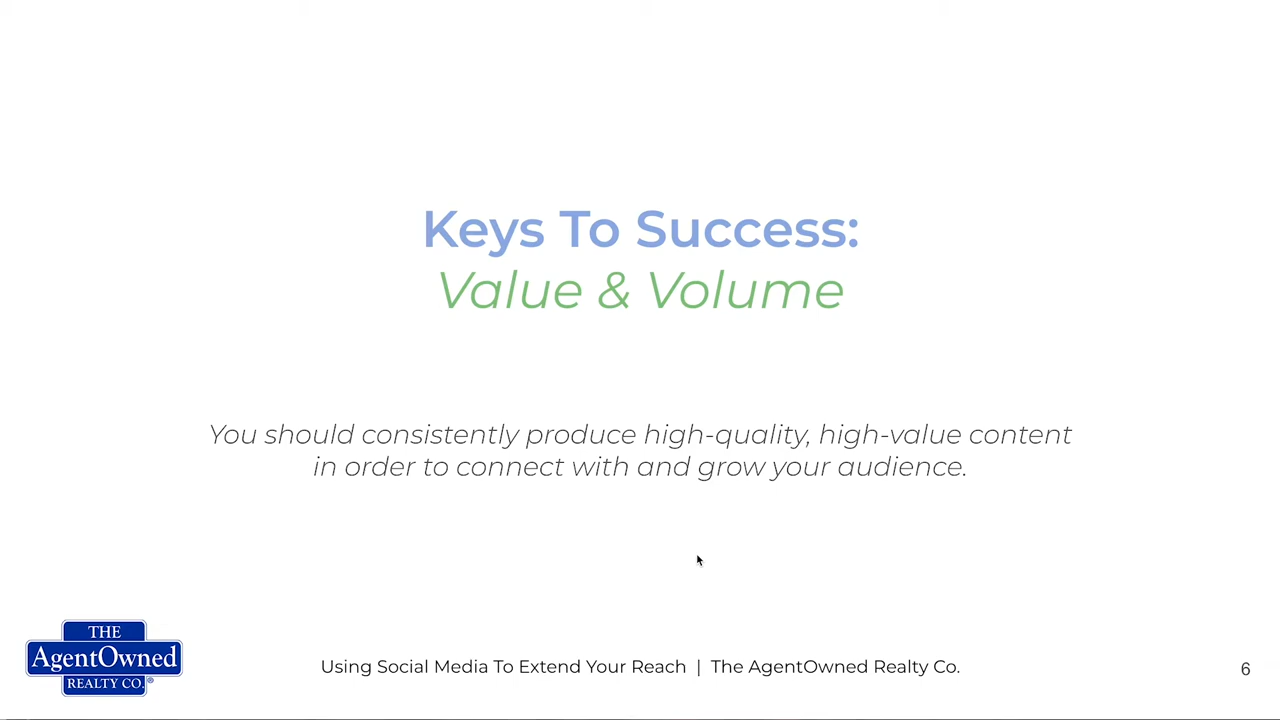 Keys To Success:
Value & Volume
You should consistently produce high-quality, high-value content
in order to connect with and grow your audience.
THE
AgentOwned
REALTY CO.®
Using Social Media To Extend Your Reach | The AgentOwned Realty Co.
6